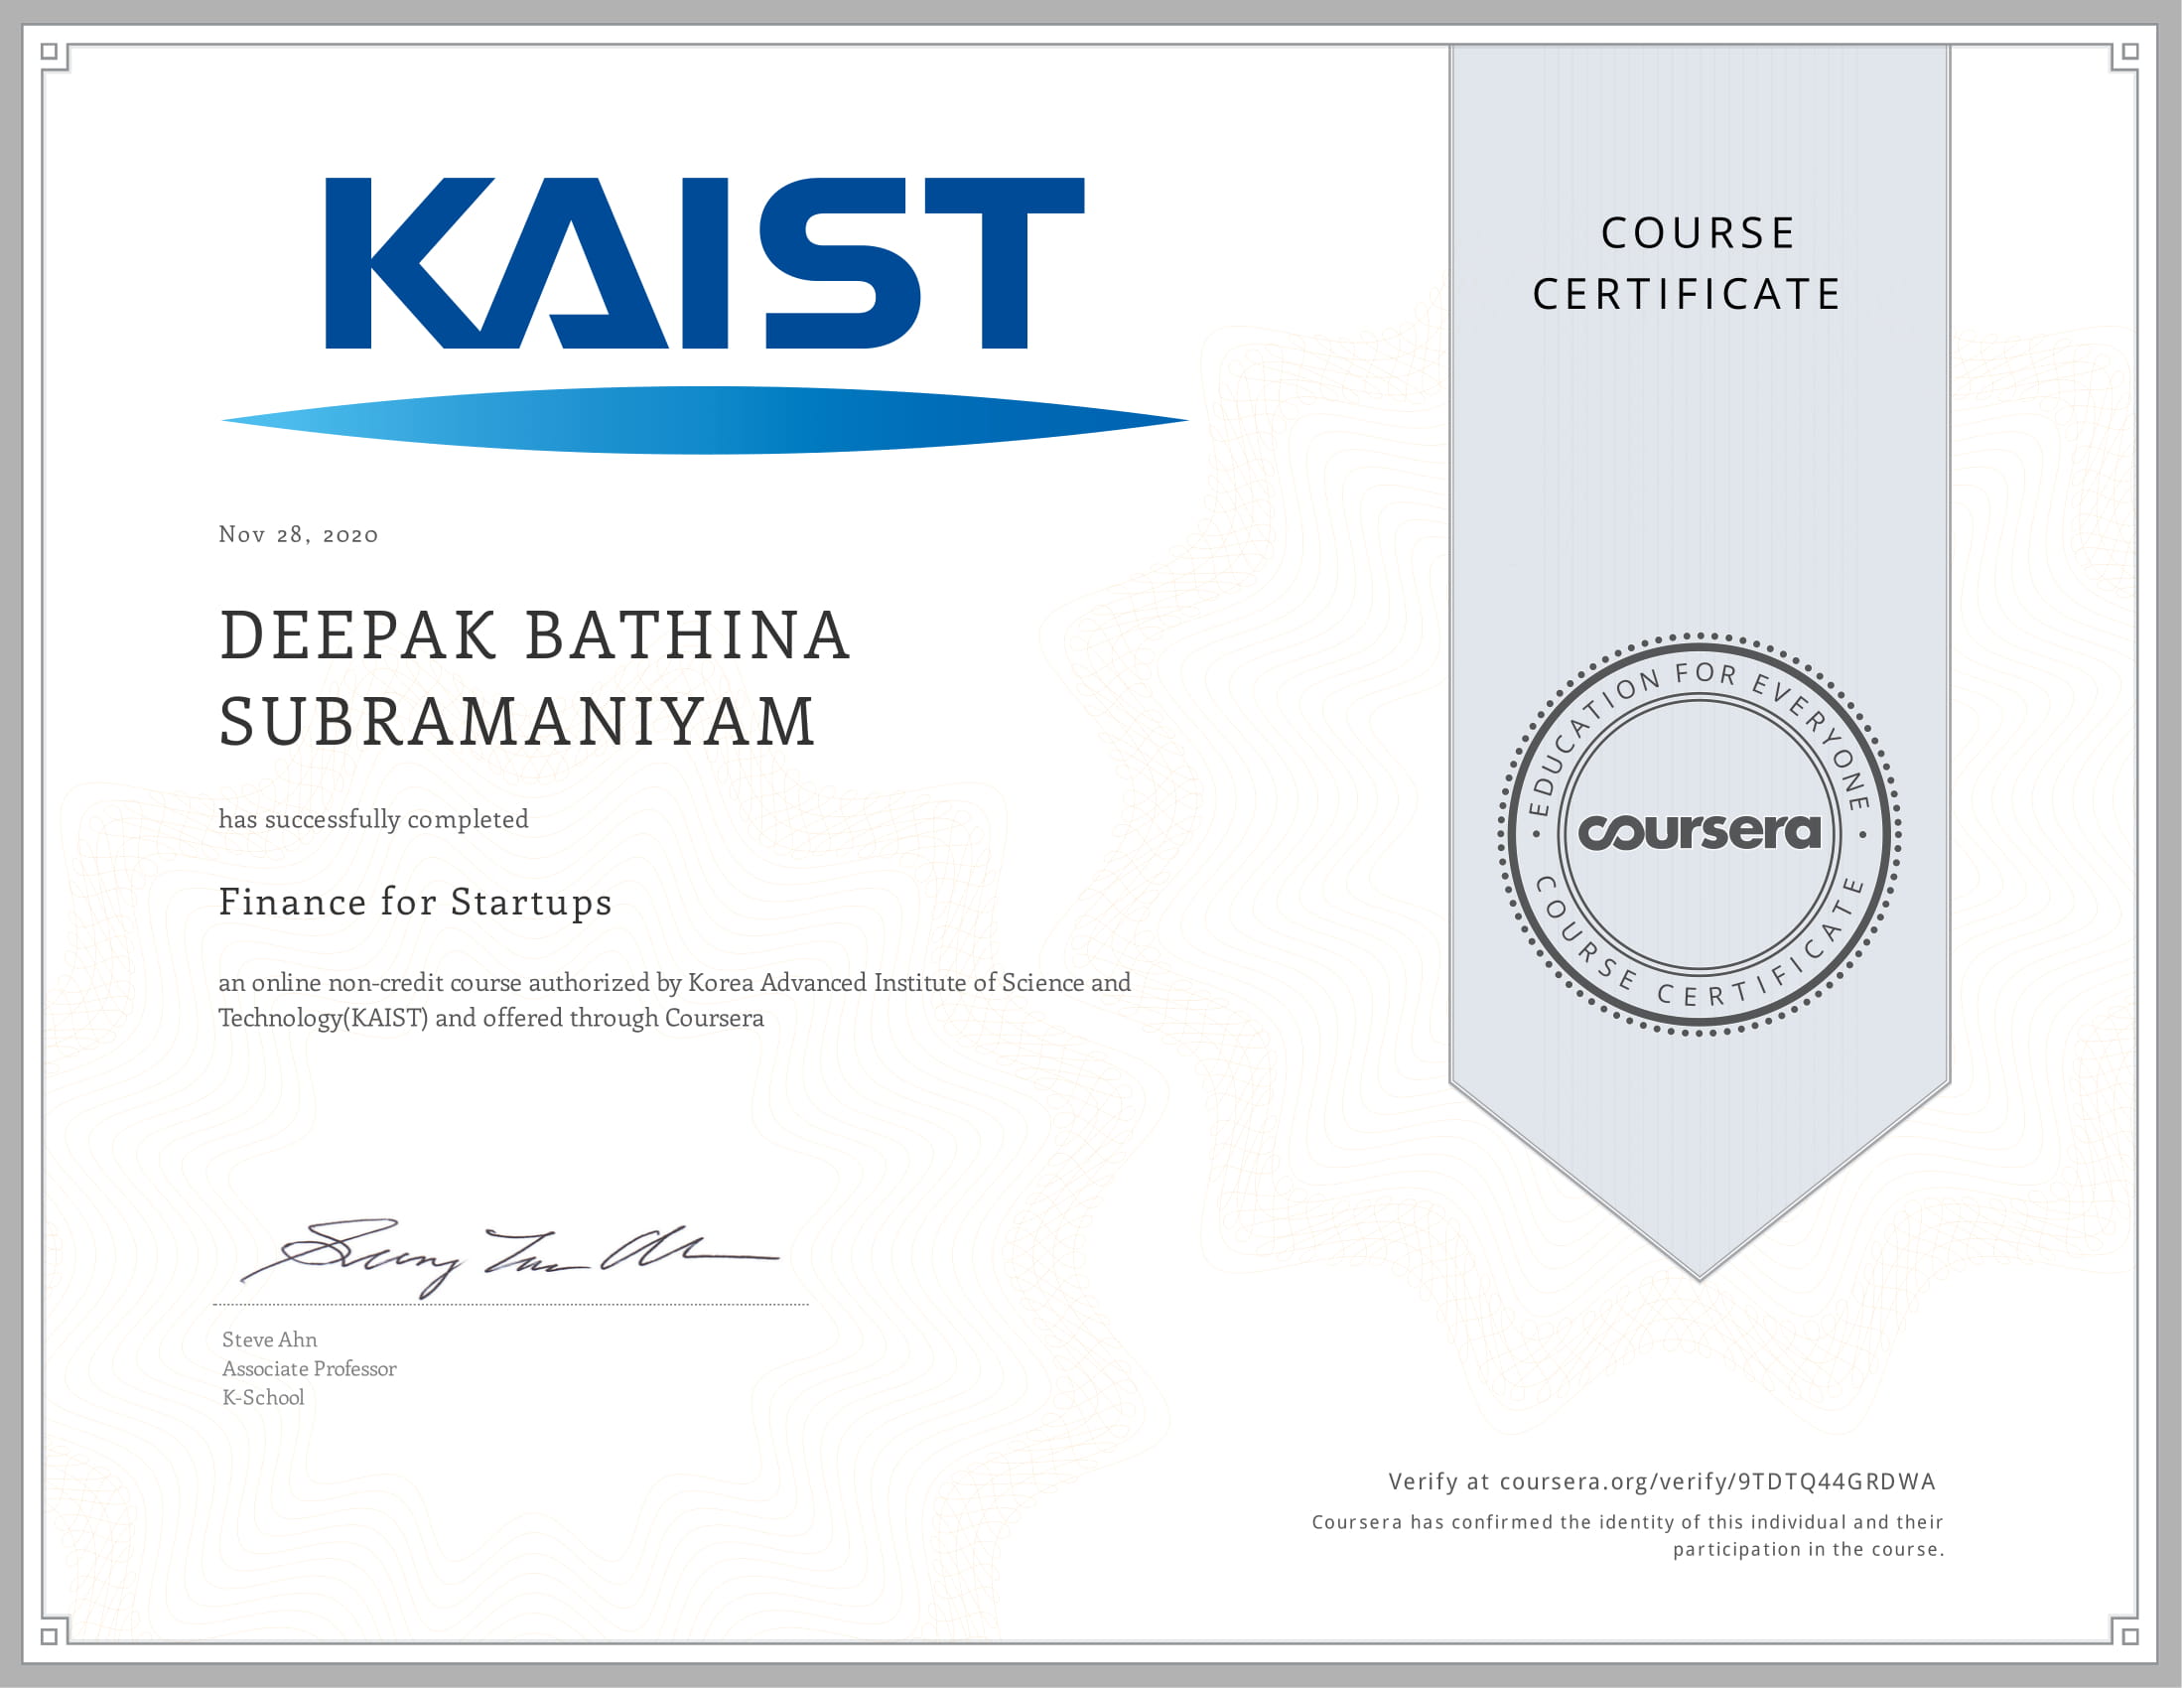 KAIST
Nov 28, 2020
DEEPAK BATHINA
SUBRAMANIYAM
has successfully completed
Finance for Startups
an online non-credit course authorized by Korea Advanced Institute of Science and
Technology(KAIST) and offered through Coursera
Steve Ahn
Associate Professor
K-School
COURSE
CERTIFICATE
EDUCATION FOR EVERYONE
coursera
COURSE CERTIFICATE
Verify at coursera.org/verify/9TDTQ44GRDWA
Coursera has confirmed the identity of this individual and their
participation in the course.